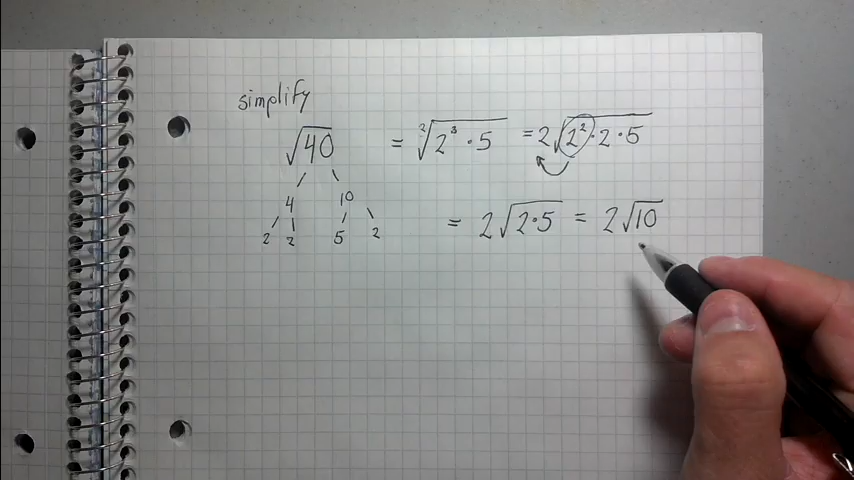 simplify
√40 = ²√2³·5 = 2√2²·2·5
4 10
2 2 5 2
= 2√2·5 = 2√10